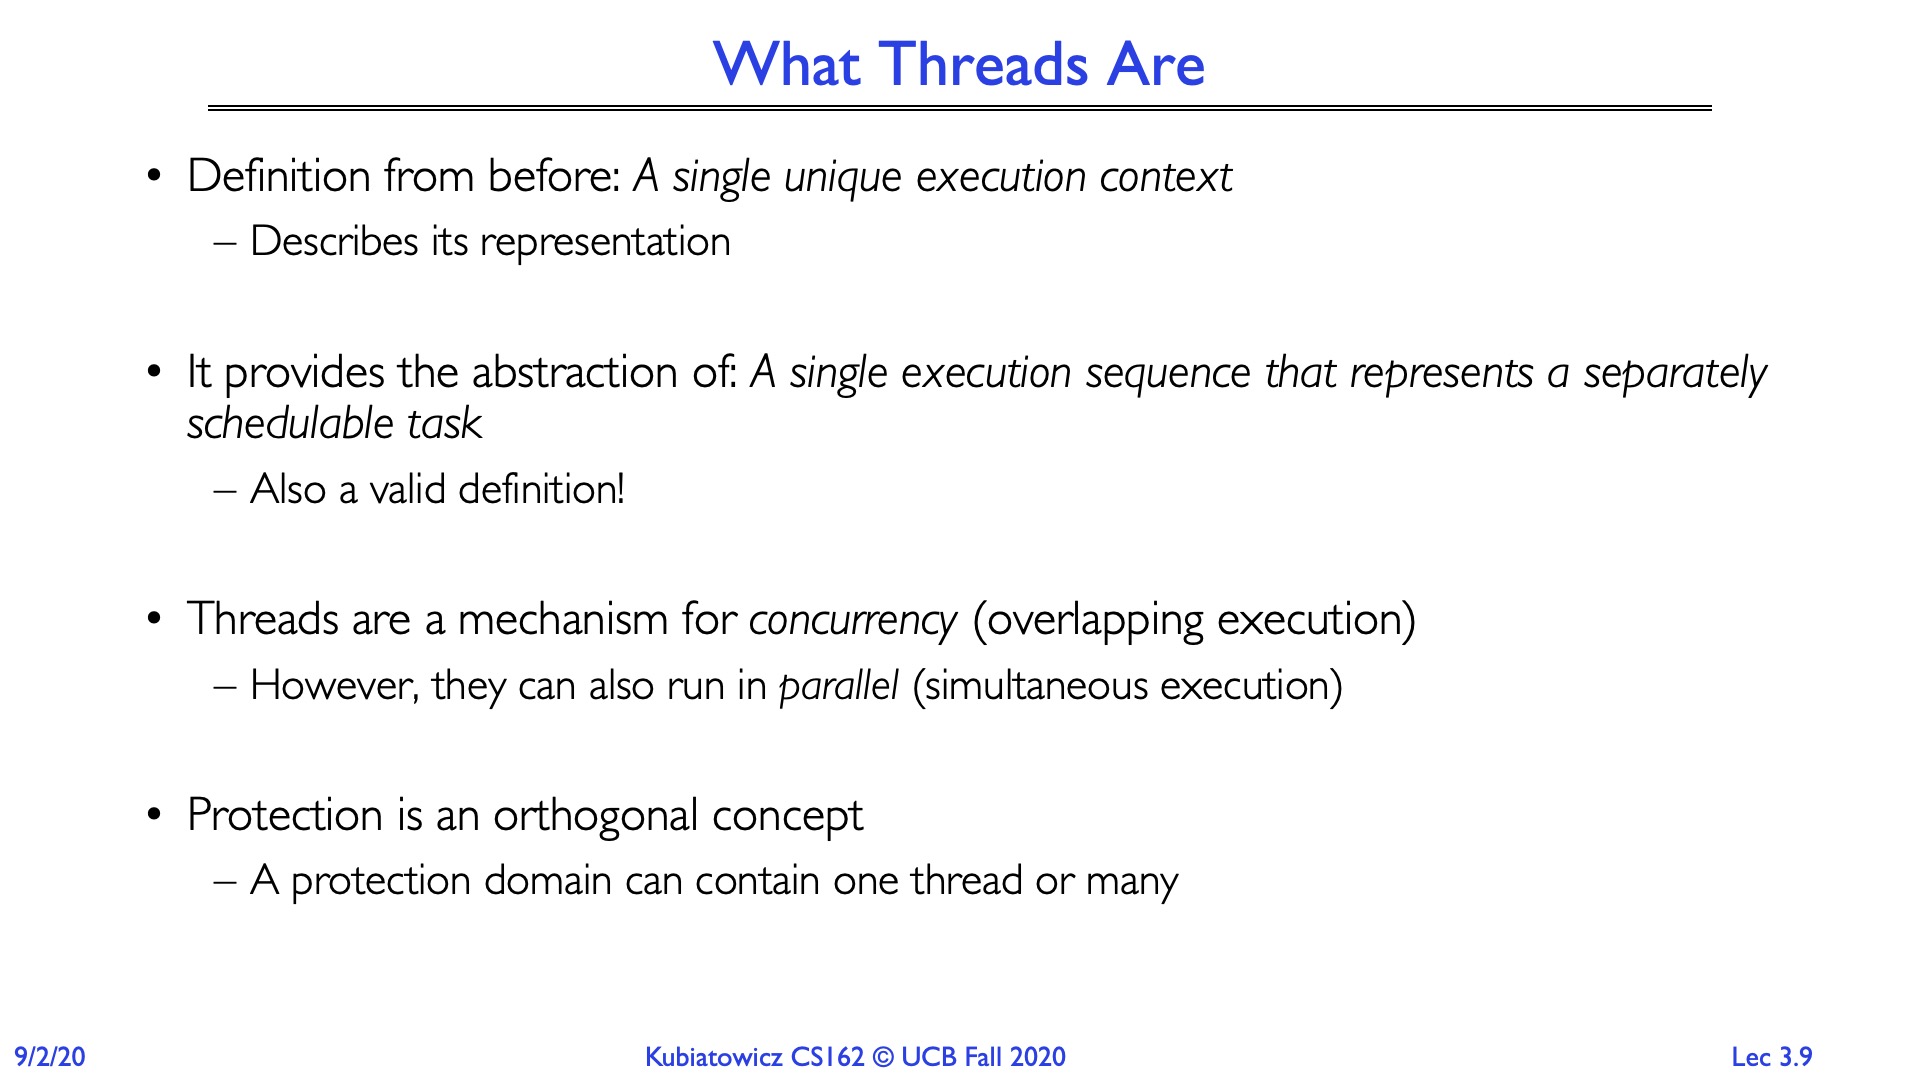 What Threads Are
• Definition from before: A single unique execution context
– Describes its representation
• It provides the abstraction of: A single execution sequence that represents a separately
schedulable task
– Also a valid definition!
• Threads are a mechanism for concurrency (overlapping execution)
– However, they can also run in parallel (simultaneous execution)
• Protection is an orthogonal concept
– A protection domain can contain one thread or many
9/2/20
Kubiatowicz CS162 © UCB Fall 2020
Lec 3.9